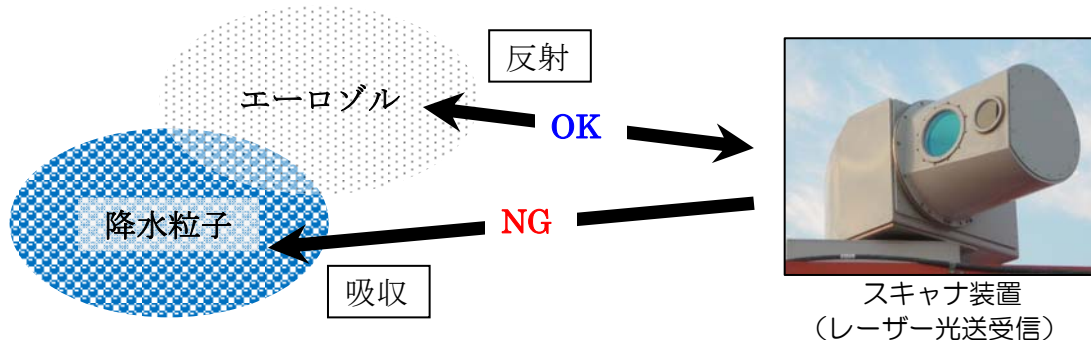 反射
エーロゾル
OK
降水粒子
NG
吸収
スキャナ装置
（レーザー光送受信）